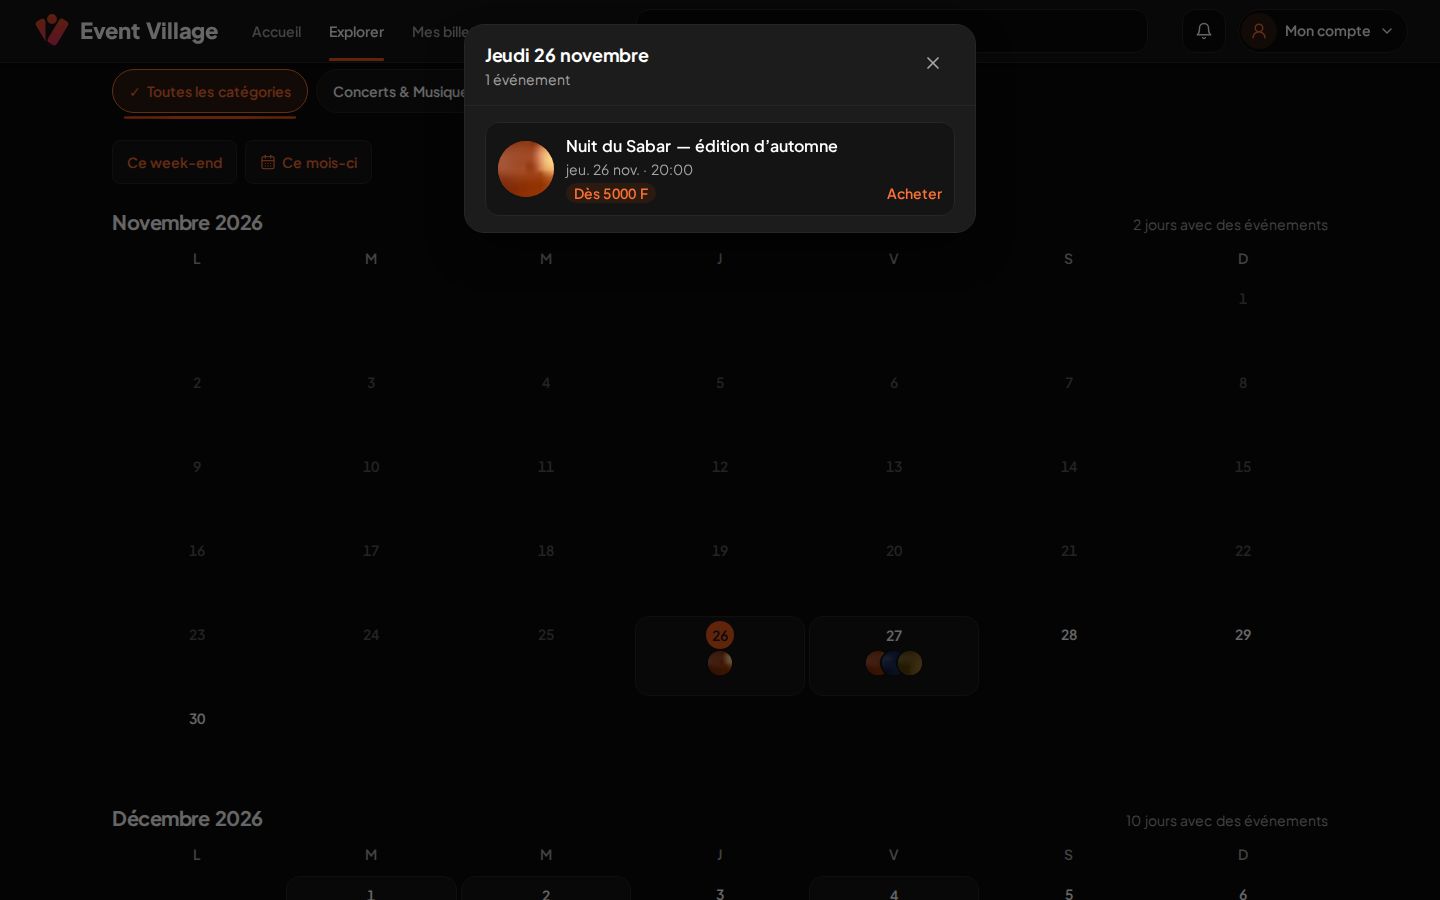 Event Village
Accueil
Explorer
Mes bille
Mon compte
Jeudi 26 novembre
1 événement
Nuit du Sabar — édition d’automne
jeu. 26 nov. · 20:00
Dès 5000 F
Acheter
✓ Toutes les catégories
Concerts & Musique
Ce week-end
Ce mois-ci
Novembre 2026
2 jours avec des événements
L M M J V S D
1
2 3 4 5 6 7 8
9 10 11 12 13 14 15
16 17 18 19 20 21 22
23 24 25 26 27 28 29
30
Décembre 2026
10 jours avec des événements
L M M J V S D
1 2 3 4 5 6